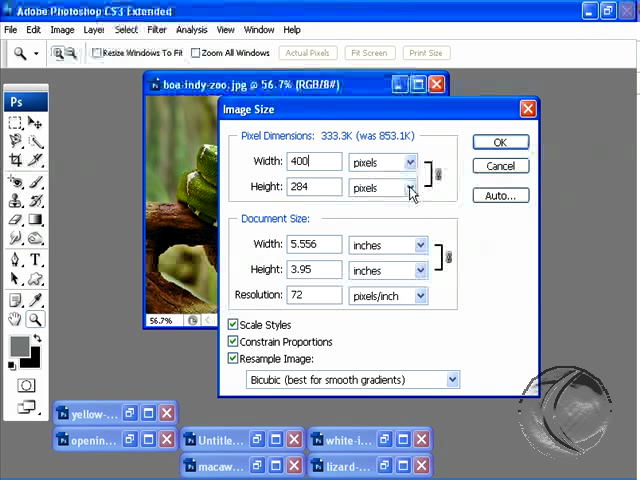 Adobe Photoshop CS3 Extended
File Edit Image Layer Select Filter Analysis View Window Help
Resize Windows To Fit Zoom All Windows Actual Pixels Fit Screen Print Size
boa-indy-zoo.jpg @ 56.7% (RGB/8#)
Ps
Image Size
Pixel Dimensions: 333.3K (was 853.1K)
Width: 400 pixels
Height: 284 pixels
OK
Cancel
Auto...
Document Size:
Width: 5.556 inches
Height: 3.95 inches
Resolution: 72 pixels/inch
Scale Styles
Constrain Proportions
Resample Image:
Bicubic (best for smooth gradients)
56.7%
yellow-...
openin... Untitle... white-i...
macaw... lizard-...